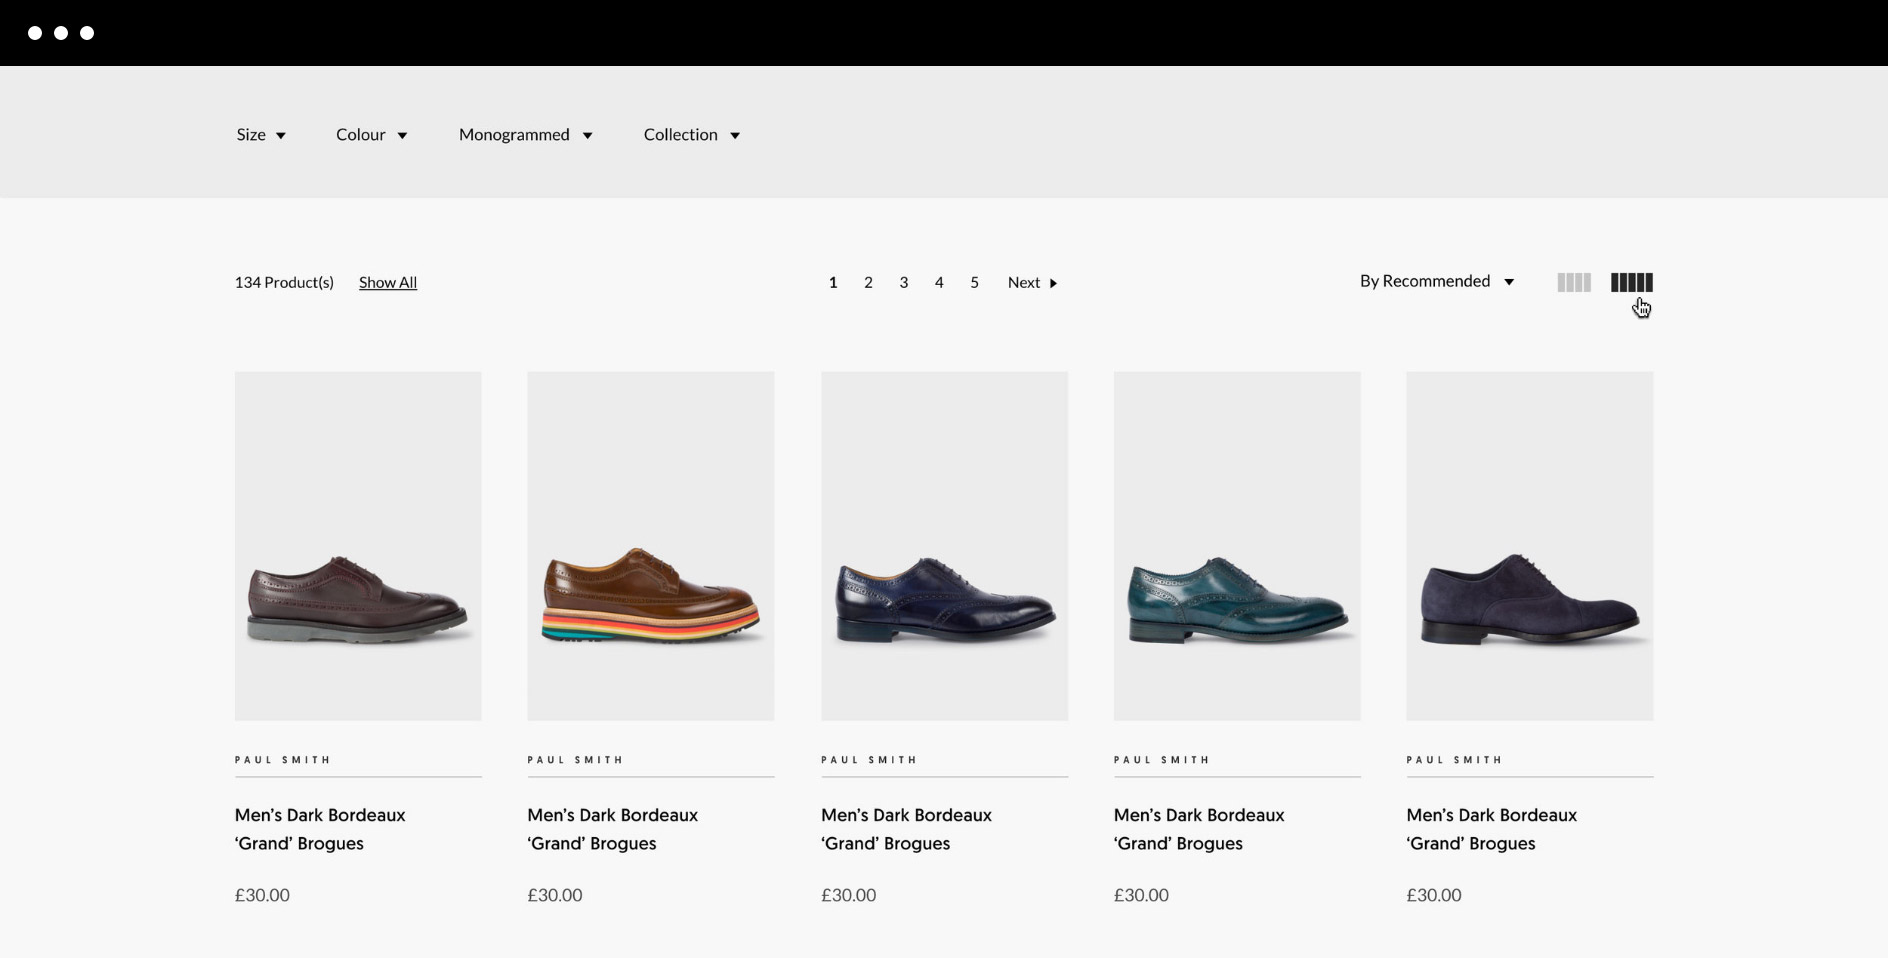 Size
Colour
Monogrammed
Collection
134 Product(s) Show All
1 2 3 4 5 Next
By Recommended
PAUL SMITH
Men’s Dark Bordeaux
‘Grand’ Brogues
£30.00
PAUL SMITH
Men’s Dark Bordeaux
‘Grand’ Brogues
£30.00
PAUL SMITH
Men’s Dark Bordeaux
‘Grand’ Brogues
£30.00
PAUL SMITH
Men’s Dark Bordeaux
‘Grand’ Brogues
£30.00
PAUL SMITH
Men’s Dark Bordeaux
‘Grand’ Brogues
£30.00